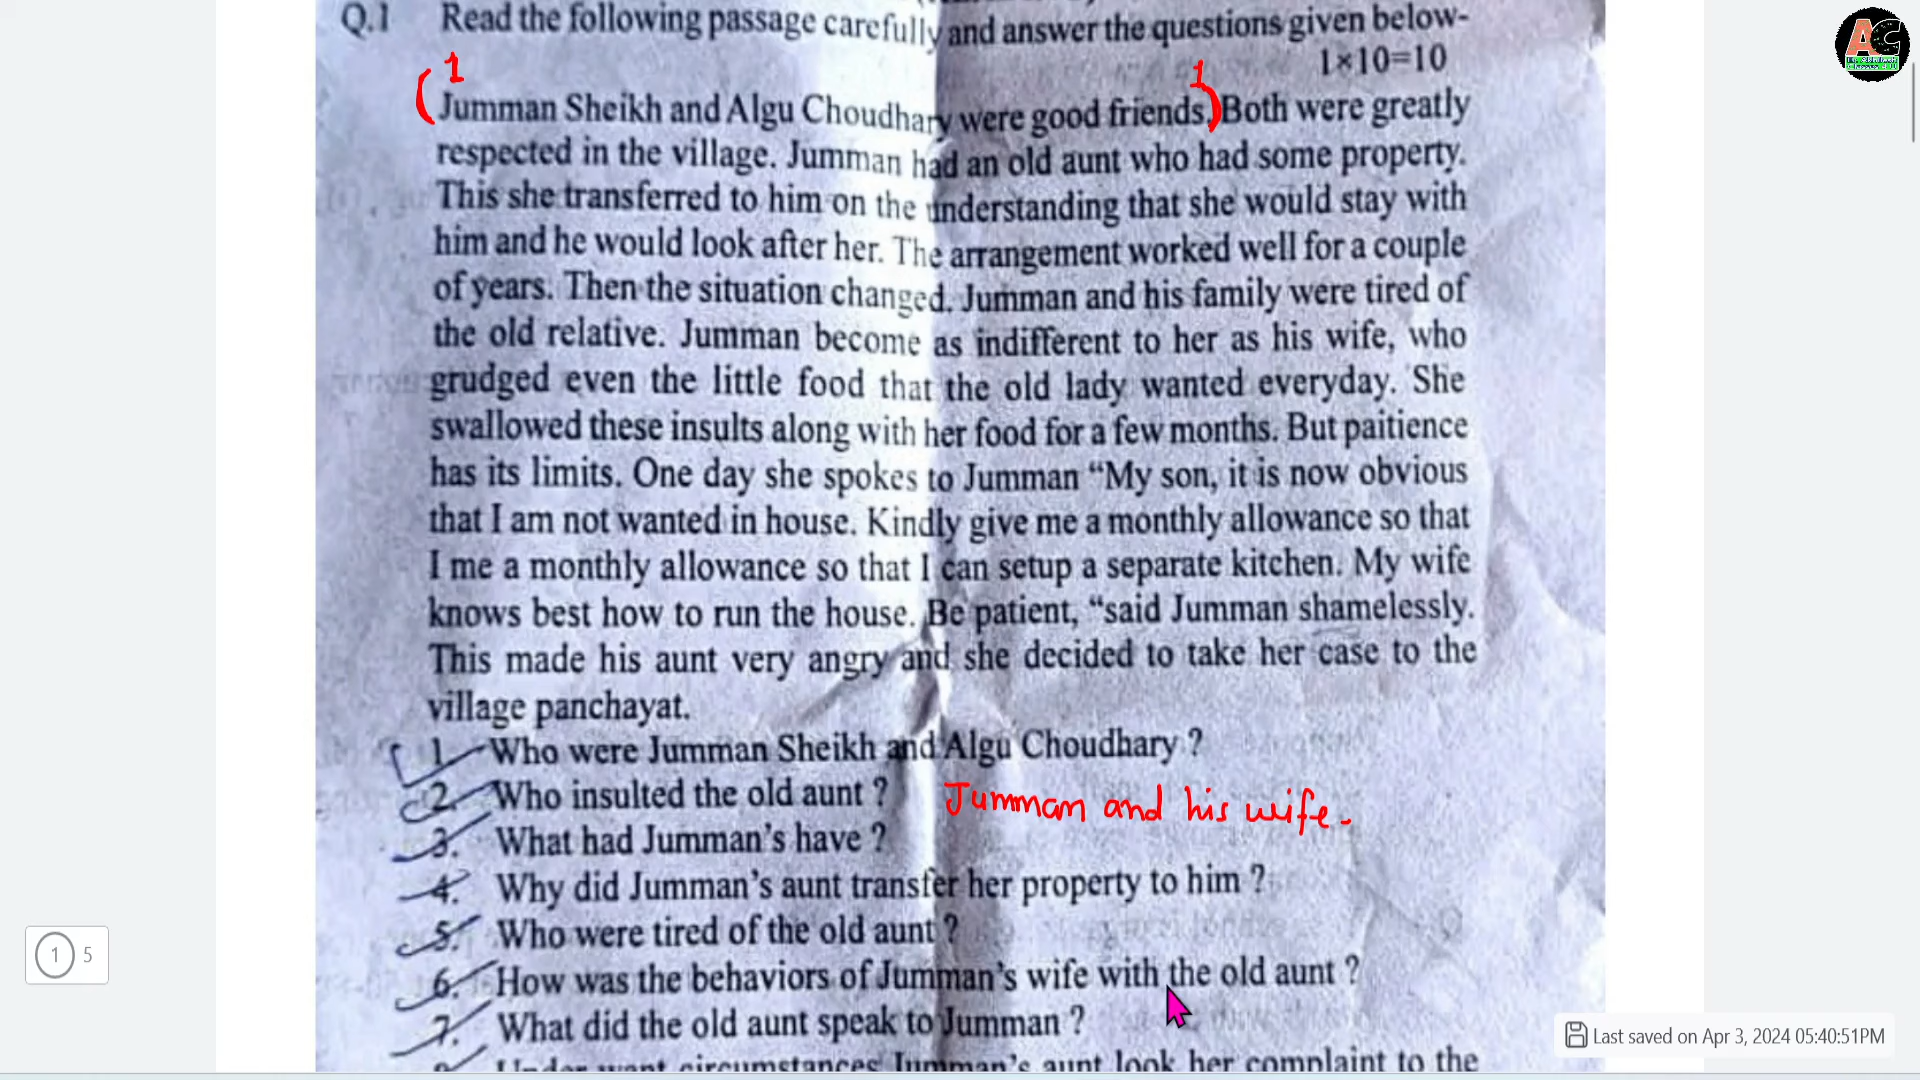 Q.1 Read the following passage carefully and answer the questions given below-
1×10=10
1 1
(Jumman Sheikh and Algu Choudhary were good friends.) Both were greatly
respected in the village. Jumman had an old aunt who had some property.
This she transferred to him on the understanding that she would stay with
him and he would look after her. The arrangement worked well for a couple
of years. Then the situation changed. Jumman and his family were tired of
the old relative. Jumman become as indifferent to her as his wife, who
grudged even the little food that the old lady wanted everyday. She
swallowed these insults along with her food for a few months. But paitience
has its limits. One day she spokes to Jumman “My son, it is now obvious
that I am not wanted in house. Kindly give me a monthly allowance so that
I me a monthly allowance so that I can setup a separate kitchen. My wife
knows best how to run the house. Be patient, “said Jumman shamelessly.
This made his aunt very angry and she decided to take her case to the
village panchayat.
1. Who were Jumman Sheikh and Algu Choudhary ?
2. Who insulted the old aunt ? Jumman and his wife.
3. What had Jumman’s have ?
4. Why did Jumman’s aunt transfer her property to him ?
5. Who were tired of the old aunt ?
6. How was the behaviors of Jumman’s wife with the old aunt ?
7. What did the old aunt speak to Jumman ?
circumstances Jumman’s aunt look her complaint to the
1 5
Last saved on Apr 3, 2024 05:40:51PM
AC